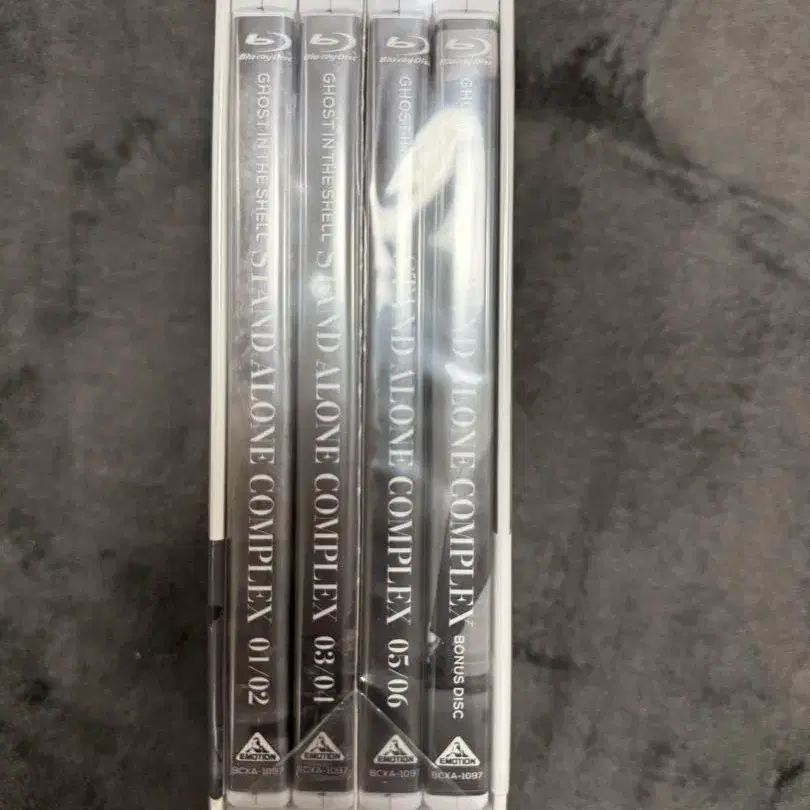 Blu-ray Disc
GHOST IN THE SHELL STAND ALONE COMPLEX 01/02
EMOTION
BCXA-1097
Blu-ray Disc
GHOST IN THE SHELL STAND ALONE COMPLEX 03/04
EMOTION
BCXA-1097
Blu-ray Disc
GHOST STAND ALONE COMPLEX 05/06
EMOTION
BCXA-1097
Blu-ray Disc
ALONE COMPLEX BONUS DISC
EMOTION
BCXA-1097